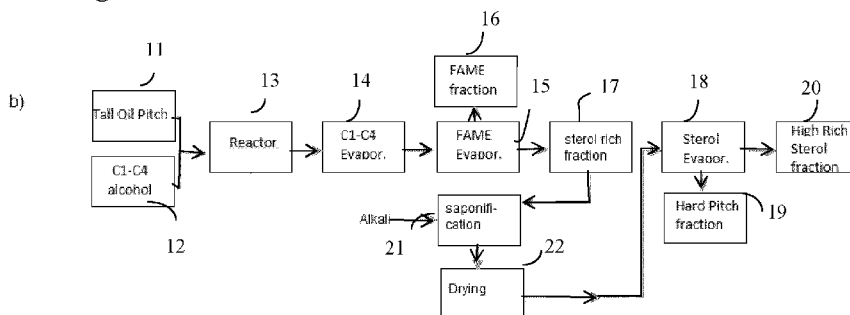 b)
11
Tall Oil Pitch
C1-C4
alcohol
12
13
Reactor
14
C1-C4
Evapor.
16
FAME
fraction
15
FAME
Evapor.
17
sterol rich
fraction
18
Sterol
Evapor.
20
High Rich
Sterol
fraction
Hard Pitch
fraction
19
Alkali
21
saponifi-
cation
22
Drying